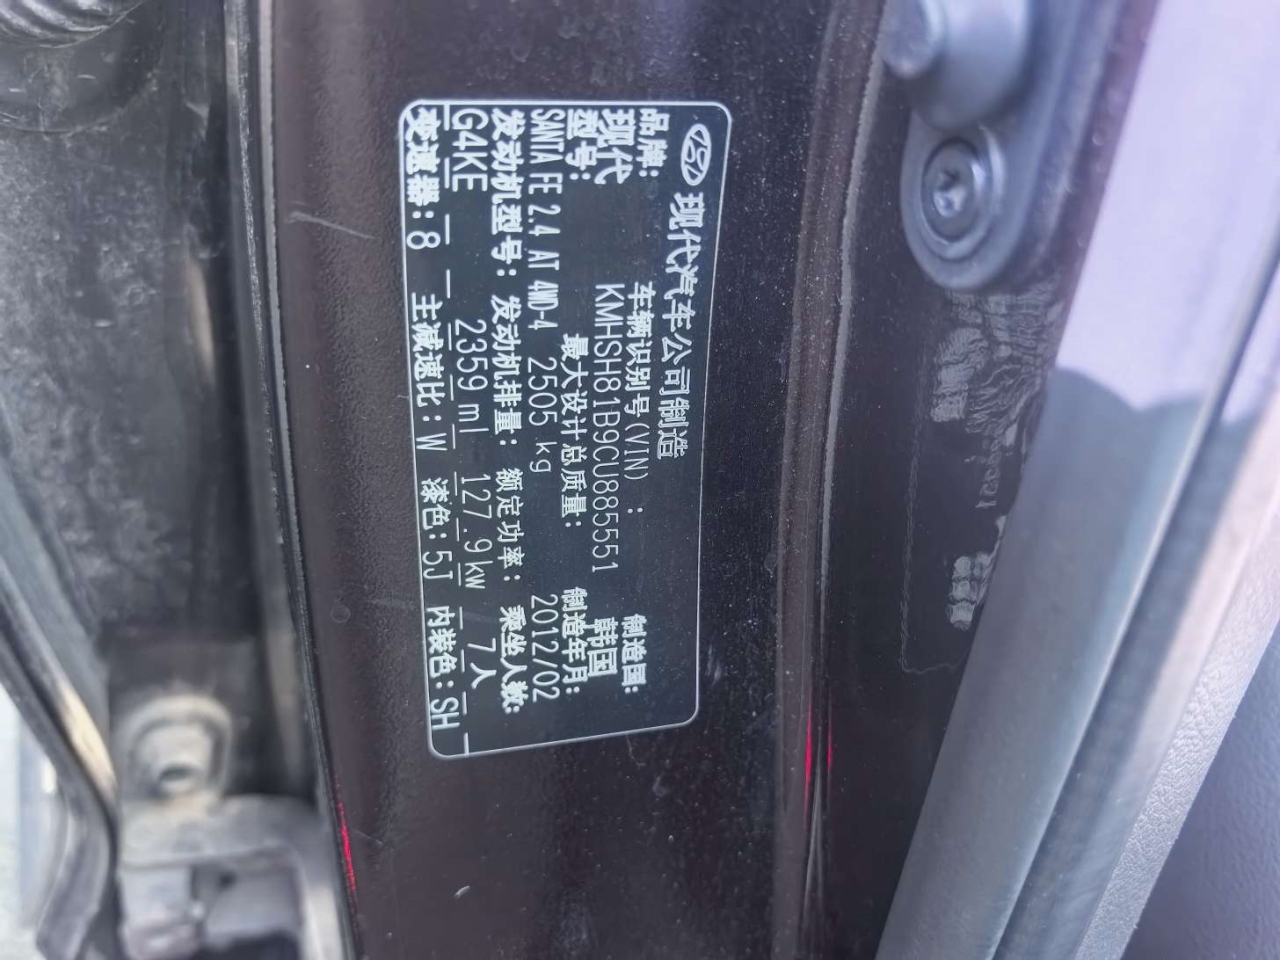 现代汽车公司制造
品牌: 车辆识别号(VIN) : 制造国:
现代 KMHSH81B9CU885551 韩国
型号: 最大设计总质量: 制造年月:
SANTA FE 2.4 AT 4WD-4 2505 kg 2012/02
发动机型号: 发动机排量: 额定功率: 乘坐人数:
G4KE 2359 ml 127.9kw 7人
变速器:8 主减速比:W 漆色:5J 内装色:SH